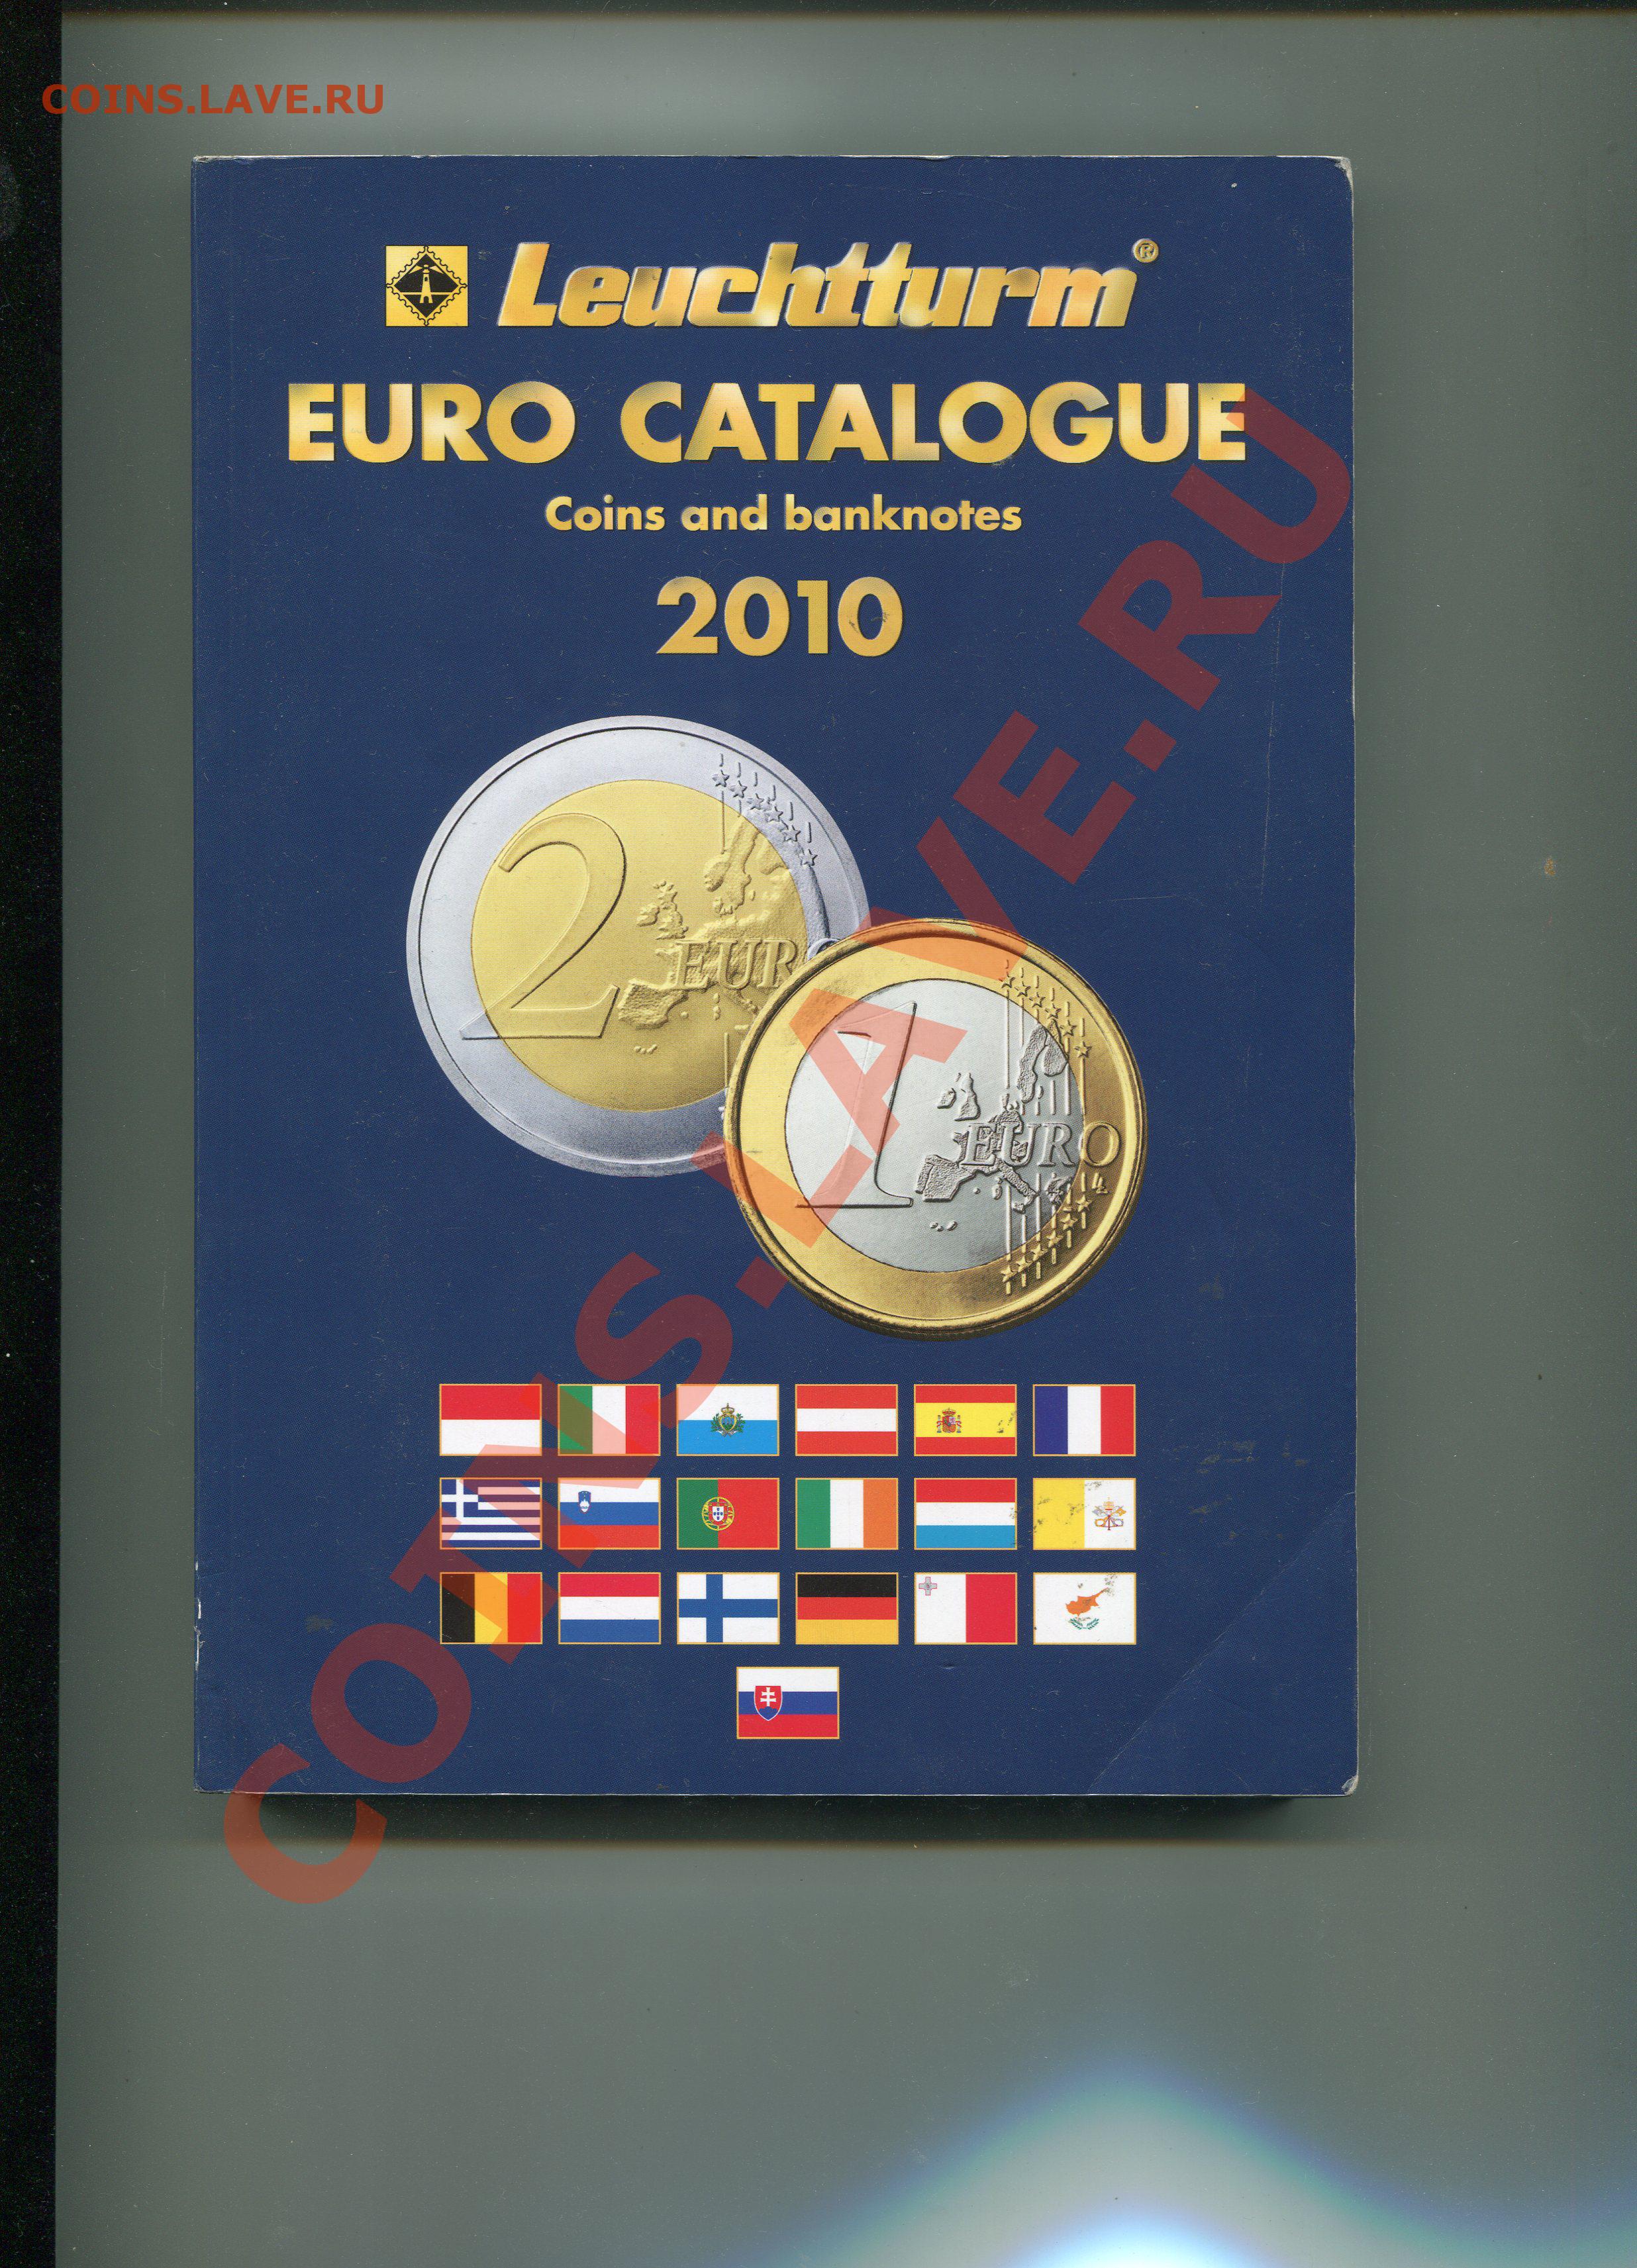 COINS.LAVE.RU
Leuchtturm®
EURO CATALOGUE
Coins and banknotes
2010
2 EURO
1 EURO
COINS.LAVE.RU